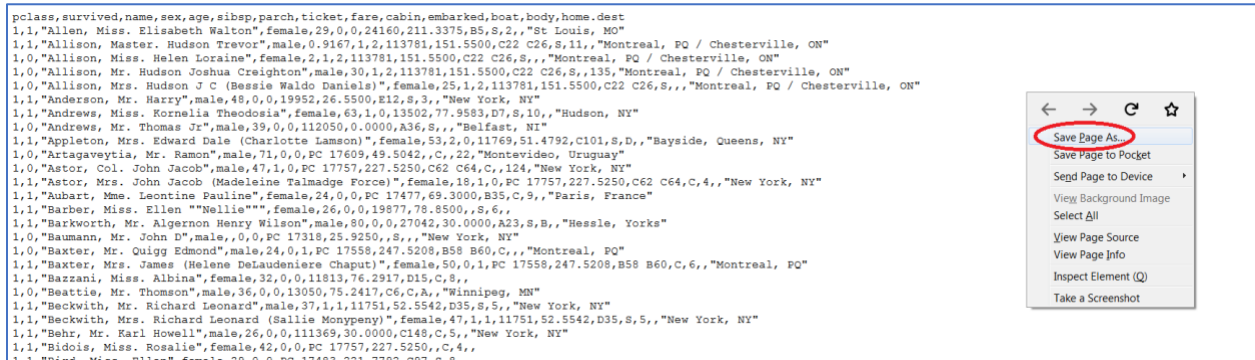 pclass,survived,name,sex,age,sibsp,parch,ticket,fare,cabin,embarked,boat,body,home.dest
1,1,"Allen, Miss. Elisabeth Walton",female,29,0,0,24160,211.3375,B5,S,2,,"St Louis, MO"
1,1,"Allison, Master. Hudson Trevor",male,0.9167,1,2,113781,151.5500,C22 C26,S,11,,"Montreal, PQ / Chesterville, ON"
1,0,"Allison, Miss. Helen Loraine",female,2,1,2,113781,151.5500,C22 C26,S,,,"Montreal, PQ / Chesterville, ON"
1,0,"Allison, Mr. Hudson Joshua Creighton",male,30,1,2,113781,151.5500,C22 C26,S,,135,"Montreal, PQ / Chesterville, ON"
1,0,"Allison, Mrs. Hudson J C (Bessie Waldo Daniels)",female,25,1,2,113781,151.5500,C22 C26,S,,,"Montreal, PQ / Chesterville, ON"
1,1,"Anderson, Mr. Harry",male,48,0,0,19952,26.5500,E12,S,3,,"New York, NY"
1,1,"Andrews, Miss. Kornelia Theodosia",female,63,1,0,13502,77.9583,D7,S,10,,"Hudson, NY"
1,0,"Andrews, Mr. Thomas Jr",male,39,0,0,112050,0.0000,A36,S,,,"Belfast, NI"
1,1,"Appleton, Mrs. Edward Dale (Charlotte Lamson)",female,53,2,0,11769,51.4792,C101,S,D,,"Bayside, Queens, NY"
1,0,"Artagaveytia, Mr. Ramon",male,71,0,0,PC 17609,49.5042,,C,,22,"Montevideo, Uruguay"
1,0,"Astor, Col. John Jacob",male,47,1,0,PC 17757,227.5250,C62 C64,C,,124,"New York, NY"
1,1,"Astor, Mrs. John Jacob (Madeleine Talmadge Force)",female,18,1,0,PC 17757,227.5250,C62 C64,C,4,,"New York, NY"
1,1,"Aubart, Mme. Leontine Pauline",female,24,0,0,PC 17477,69.3000,B35,C,9,,"Paris, France"
1,1,"Barber, Miss. Ellen ""Nellie""",female,26,0,0,19877,78.8500,,S,6,,
1,1,"Barkworth, Mr. Algernon Henry Wilson",male,80,0,0,27042,30.0000,A23,S,B,,"Hessle, Yorks"
1,0,"Baumann, Mr. John D",male,,0,0,PC 17318,25.9250,,S,,,"New York, NY"
1,0,"Baxter, Mr. Quigg Edmond",male,24,0,1,PC 17558,247.5208,B58 B60,C,,,"Montreal, PQ"
1,1,"Baxter, Mrs. James (Helene DeLaudeniere Chaput)",female,50,0,1,PC 17558,247.5208,B58 B60,C,6,,"Montreal, PQ"
1,1,"Bazzani, Miss. Albina",female,32,0,0,11813,76.2917,D15,C,8,,
1,0,"Beattie, Mr. Thomson",male,36,0,0,13050,75.2417,C6,C,A,,"Winnipeg, MN"
1,1,"Beckwith, Mr. Richard Leonard",male,37,1,1,11751,52.5542,D35,S,5,,"New York, NY"
1,1,"Beckwith, Mrs. Richard Leonard (Sallie Monypeny)",female,47,1,1,11751,52.5542,D35,S,5,,"New York, NY"
1,1,"Behr, Mr. Karl Howell",male,26,0,0,111369,30.0000,C148,C,5,,"New York, NY"
1,1,"Bidois, Miss. Rosalie",female,42,0,0,PC 17757,227.5250,,C,4,,
Save Page As...
Save Page to Pocket
Send Page to Device
View Background Image
Select All
View Page Source
View Page Info
Inspect Element (Q)
Take a Screenshot